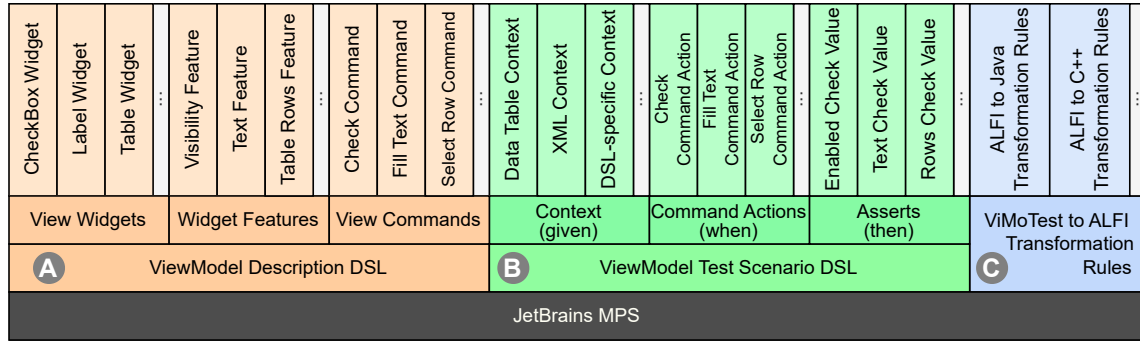 CheckBox Widget
Label Widget
Table Widget
...
Visibility Feature
Text Feature
Table Rows Feature
...
Check Command
Fill Text Command
Select Row Command
...
Data Table Context
XML Context
DSL-specific Context
...
Check
Command Action
Fill Text
Command Action
Select Row
Command Action
...
Enabled Check Value
Text Check Value
Rows Check Value
...
ALFI to Java
Transformation Rules
ALFI to C++
Transformation Rules
...
View Widgets
Widget Features
View Commands
Context
(given)
Command Actions
(when)
Asserts
(then)
ViMoTest to ALFI
Transformation
Rules
A
ViewModel Description DSL
B
ViewModel Test Scenario DSL
C
JetBrains MPS